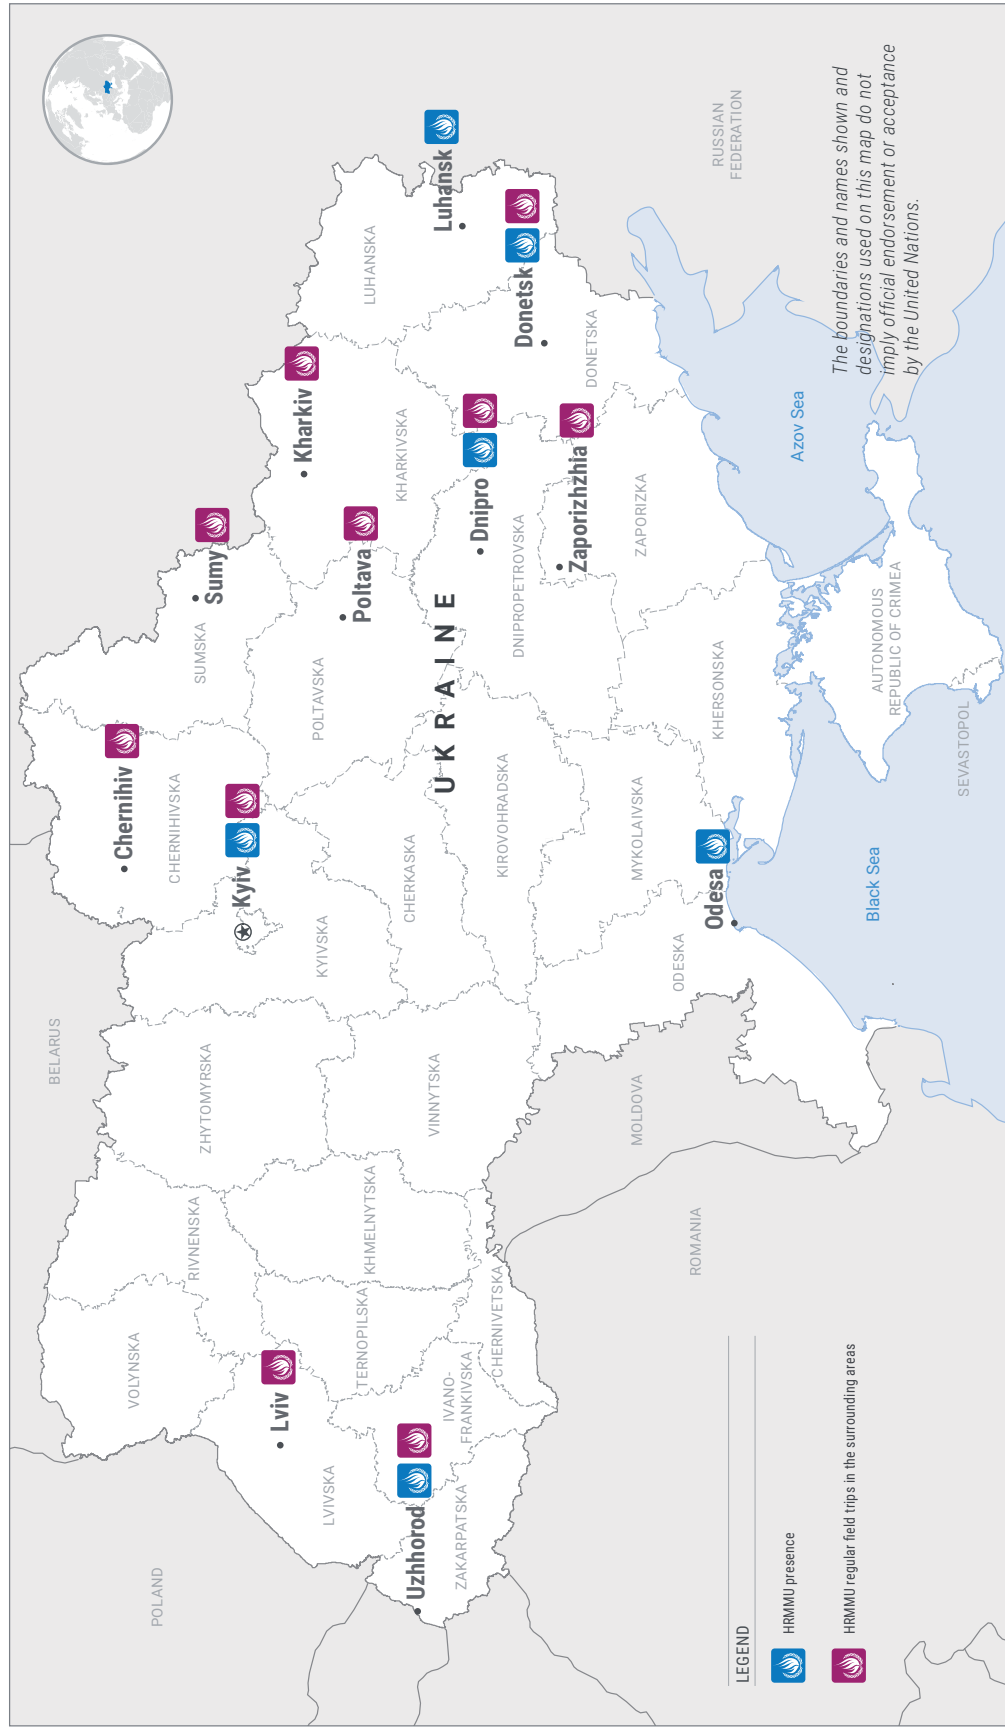 BELARUS
POLAND
RUSSIAN
FEDERATION
ROMANIA
MOLDOVA
UKRAINE
VOLYNSKA
RIVNENSKA
ZHYTOMYRSKA
CHERNIHIVSKA
Chernihiv
SUMSKA
Sumy
Kyiv
KYIVSKA
Lviv
LVIVSKA
TERNOPILSKA
KHMELNYTSKA
VINNYTSKA
CHERKASKA
POLTAVSKA
Poltava
Kharkiv
KHARKIVSKA
LUHANSKA
Luhansk
Uzhhorod
ZAKARPATSKA
IVANO-
FRANKIVSKA
CHERNIVETSKA
KIROVOHRADSKA
DNIPROPETROVSKA
Dnipro
Donetsk
DONETSKA
Zaporizhzhia
ZAPORIZKA
MYKOLAIVSKA
ODESKA
Odesa
KHERSONSKA
AUTONOMOUS
REPUBLIC OF CRIMEA
SEVASTOPOL
Azov Sea
Black Sea
The boundaries and names shown and
designations used on this map do not
imply official endorsement or acceptance
by the United Nations.
LEGEND
HRMMU presence
HRMMU regular field trips in the surrounding areas